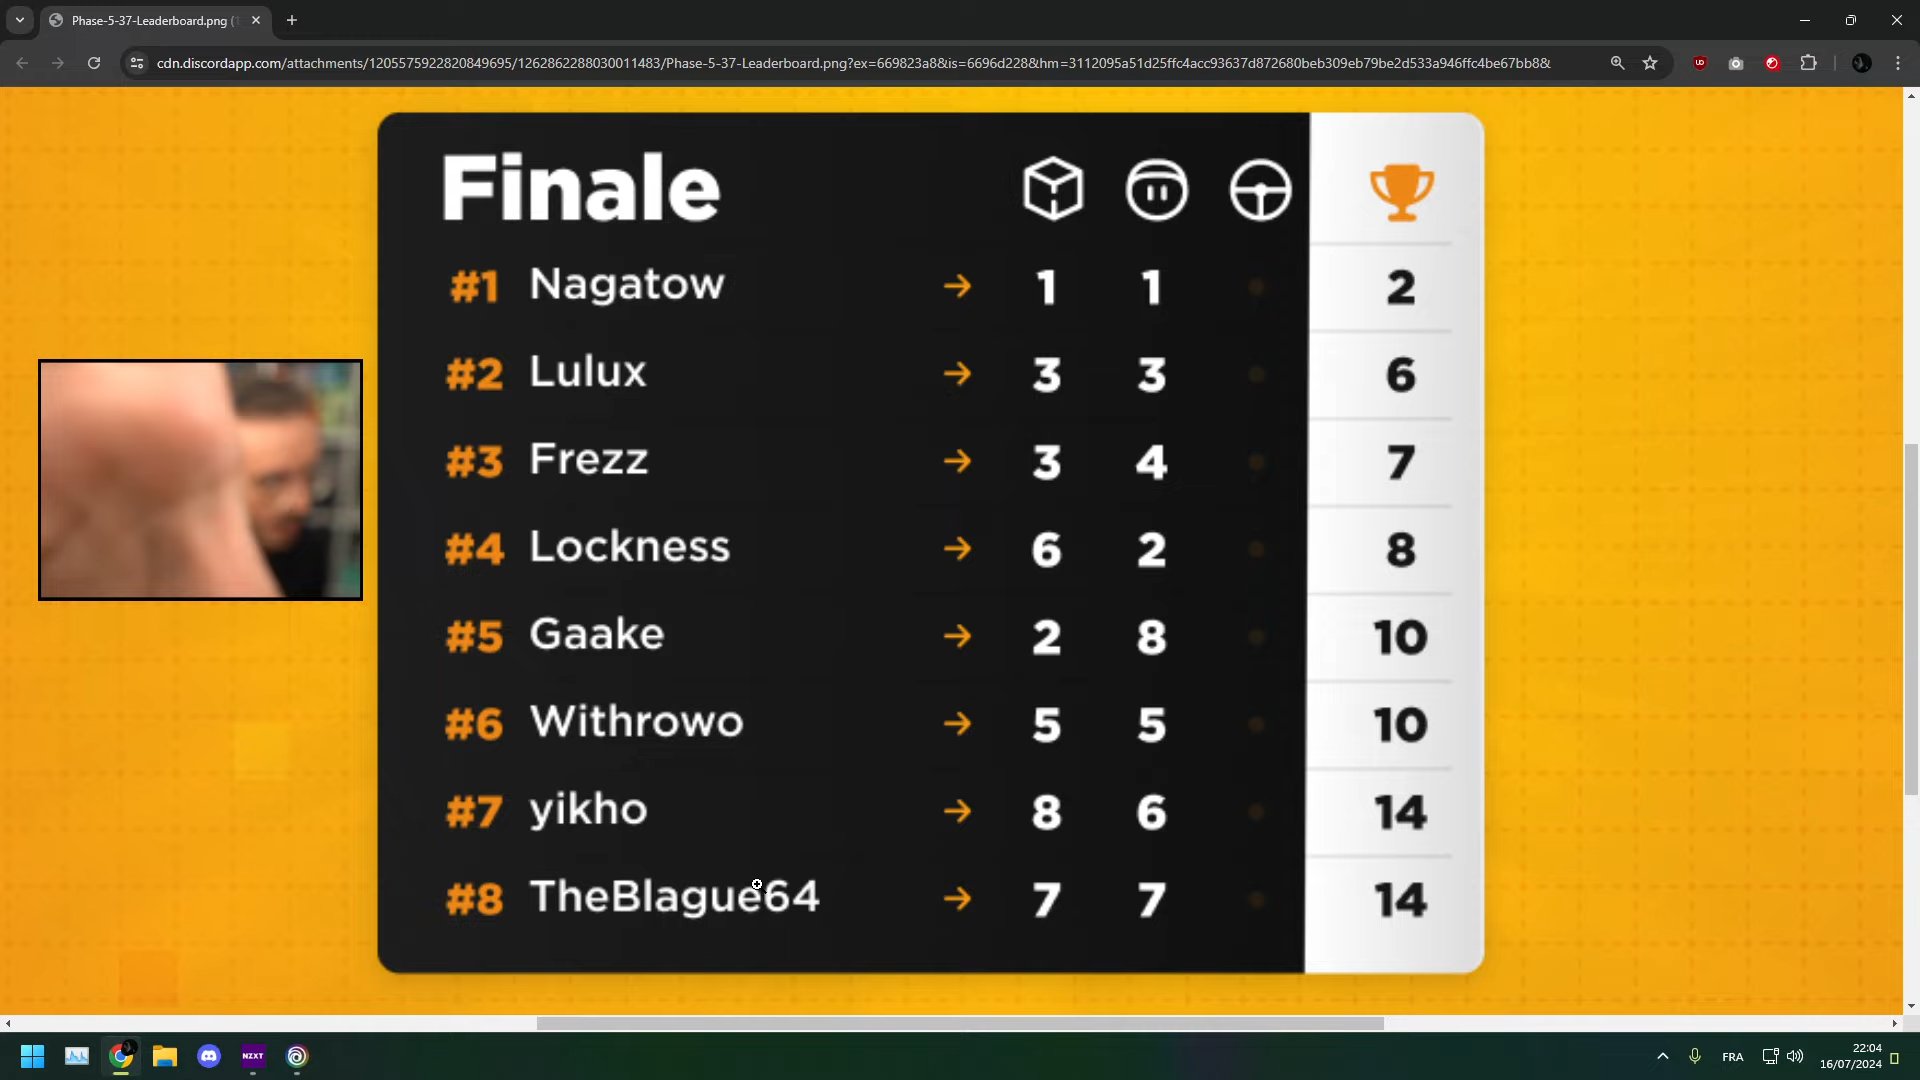 Phase-5-37-Leaderboard.png (
cdn.discordapp.com/attachments/1205575922820849695/1262862288030011483/Phase-5-37-Leaderboard.png?ex=669823a8&is=6696d228&hm=3112095a51d25ffc4acc93637d872680beb309eb79be2d533a946ffc4be67bb8&
Finale
#1 Nagatow → 1 1 2
#2 Lulux → 3 3 6
#3 Frezz → 3 4 7
#4 Lockness → 6 2 8
#5 Gaake → 2 8 10
#6 Withrowo → 5 5 10
#7 yikho → 8 6 14
#8 TheBlague64 → 7 7 14
NZXT
FRA
22:04
16/07/2024